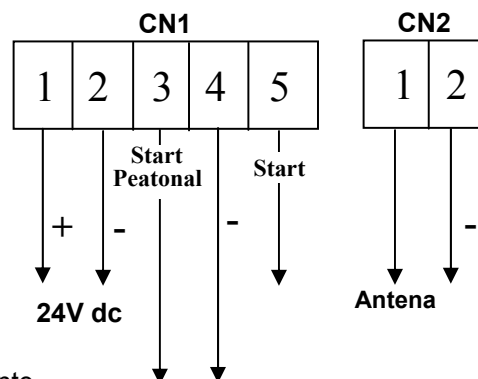 CN1 CN2
1 2 3 4 5 1 2
Start
Peatonal
Start
+ - - -
24V dc
Antena